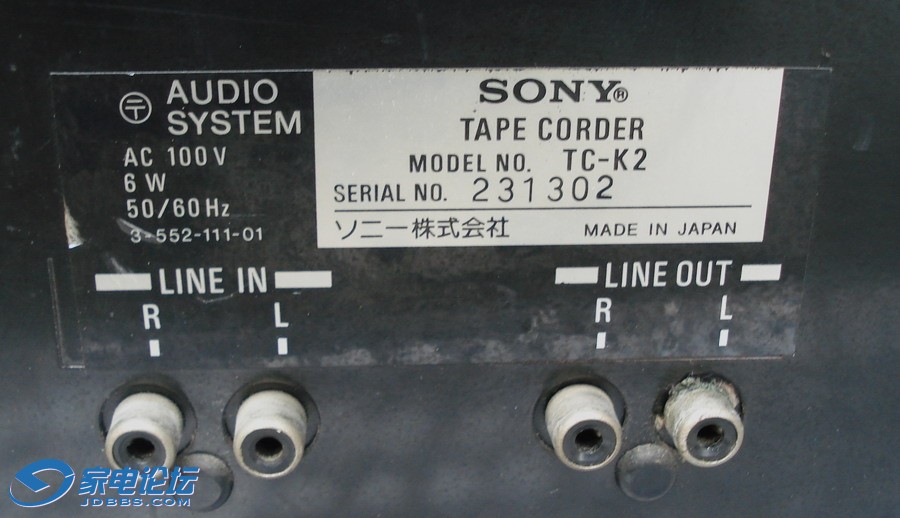 〒 AUDIO
SYSTEM
AC 100V
6 W
50/60Hz
3-552-111-01
SONY®
TAPE CORDER
MODEL NO. TC-K2
SERIAL NO. 231302
ソニー株式会社 MADE IN JAPAN
LINE IN
R L
LINE OUT
R L
家电论坛
JDBBS.COM